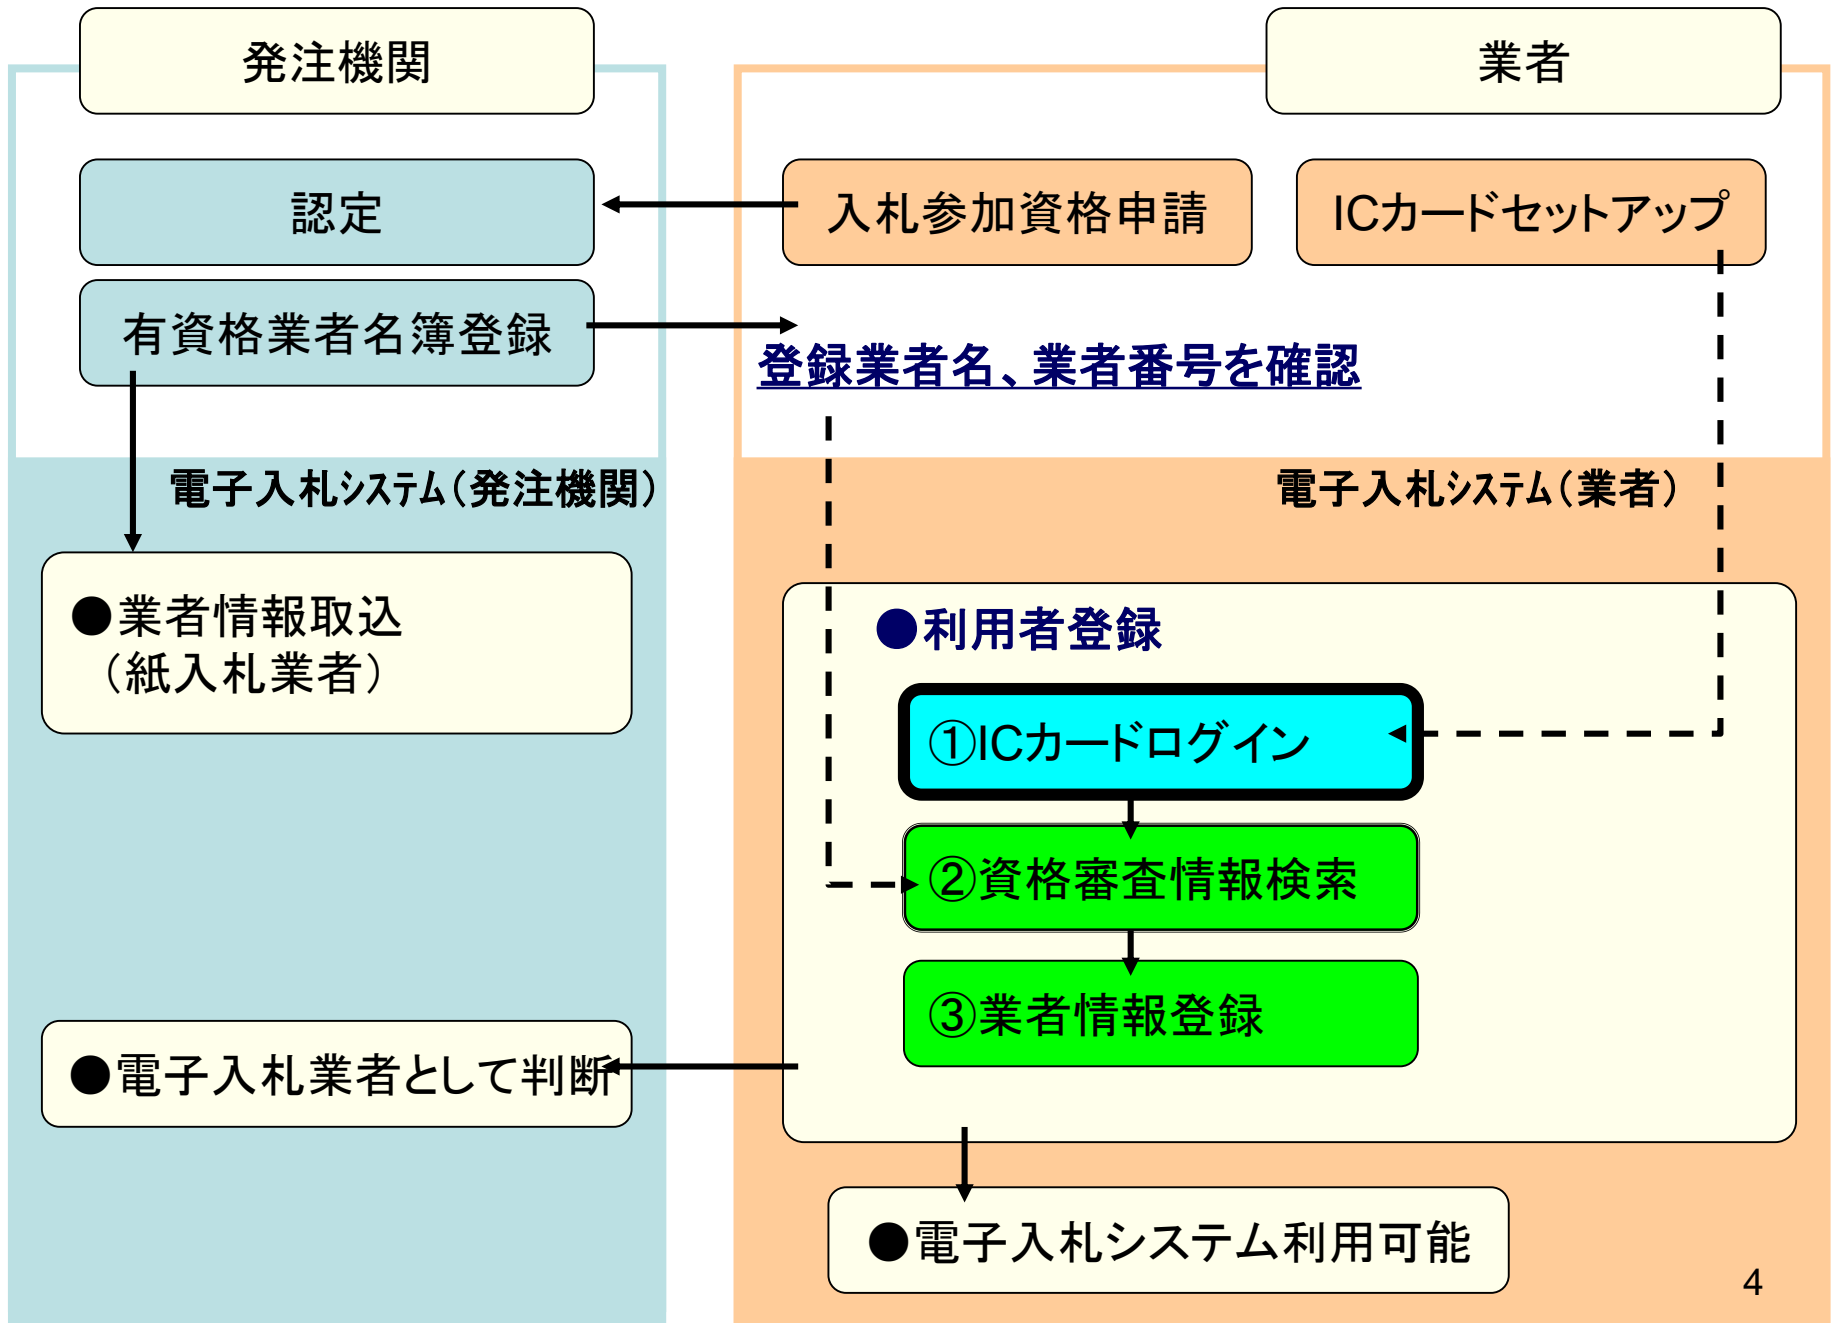 発注機関
業者
認定
入札参加資格申請
ICカードセットアップ
有資格業者名簿登録
登録業者名、業者番号を確認
電子入札ｼｽﾃﾑ（発注機関）
電子入札ｼｽﾃﾑ（業者）
●業者情報取込
（紙入札業者）
●利用者登録
①ICカードログイン
②資格審査情報検索
③業者情報登録
●電子入札業者として判断
●電子入札システム利用可能
4